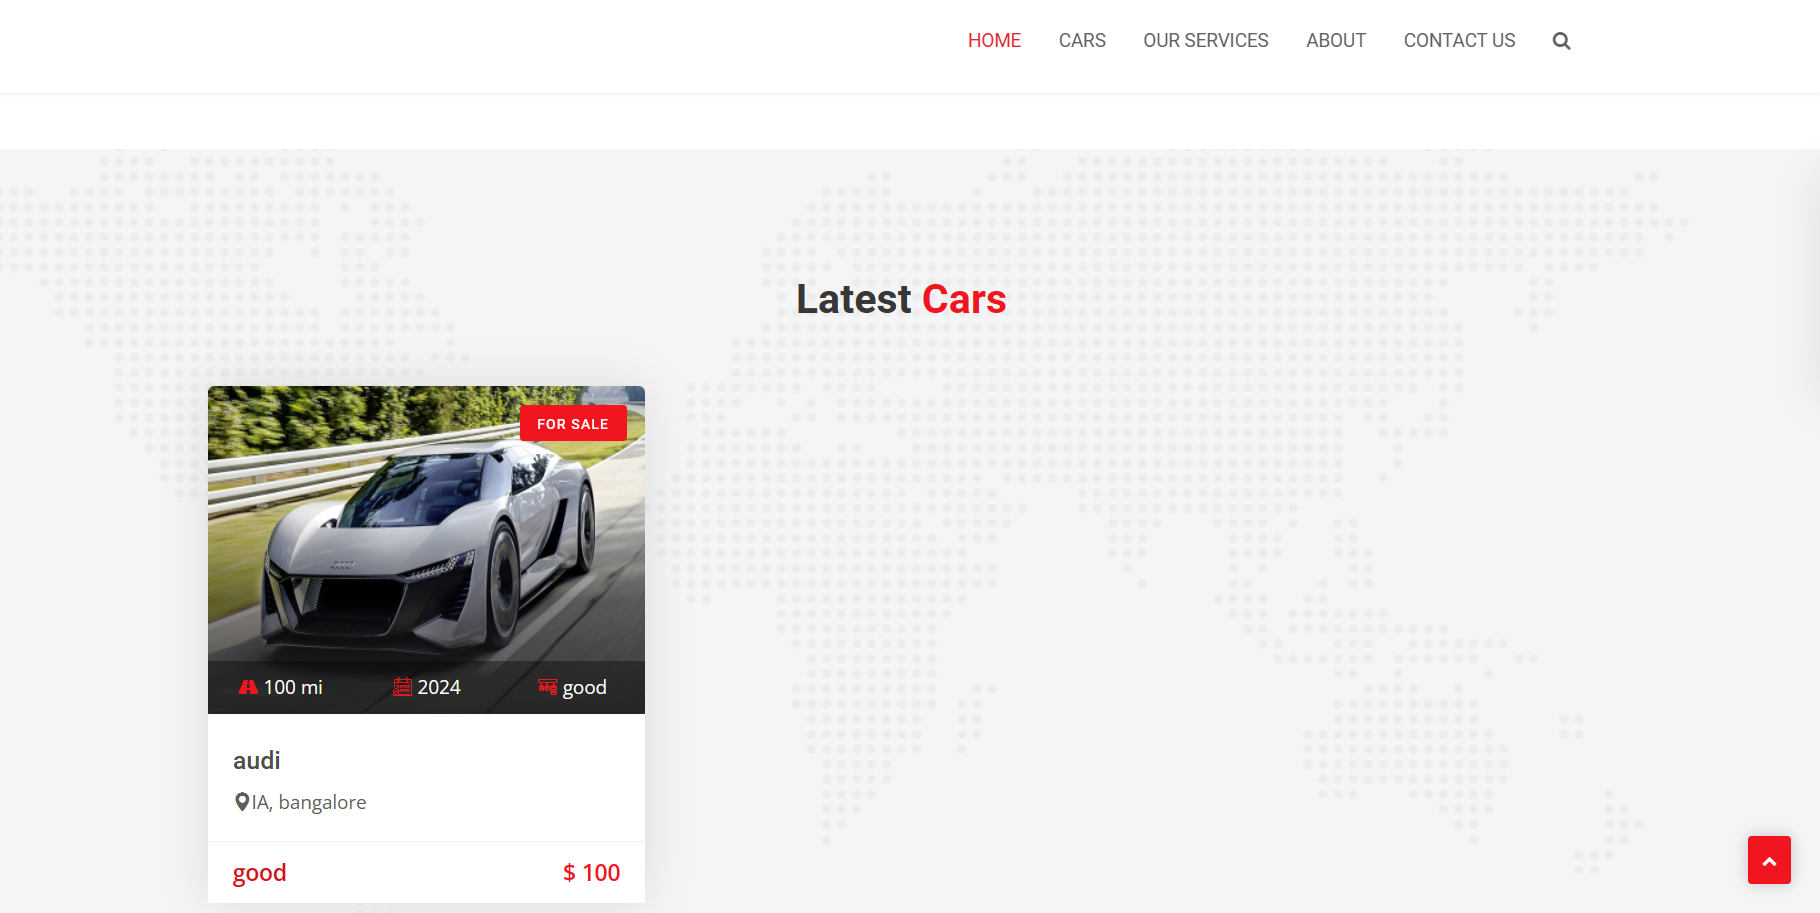 HOME CARS OUR SERVICES ABOUT CONTACT US
Latest Cars
FOR SALE
100 mi 2024 good
audi
IA, bangalore
good $ 100